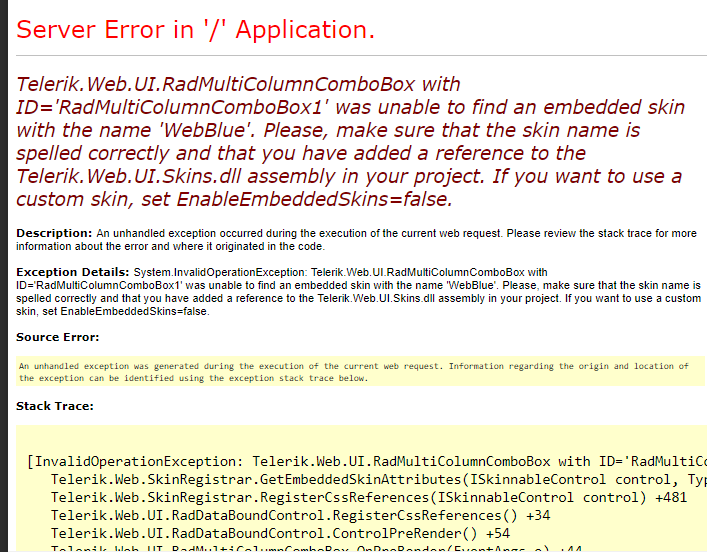 Server Error in '/' Application.
Telerik.Web.UI.RadMultiColumnComboBox with
ID='RadMultiColumnComboBox1' was unable to find an embedded skin
with the name 'WebBlue'. Please, make sure that the skin name is
spelled correctly and that you have added a reference to the
Telerik.Web.UI.Skins.dll assembly in your project. If you want to use a
custom skin, set EnableEmbeddedSkins=false.
Description: An unhandled exception occurred during the execution of the current web request. Please review the stack trace for more
information about the error and where it originated in the code.
Exception Details: System.InvalidOperationException: Telerik.Web.UI.RadMultiColumnComboBox with
ID='RadMultiColumnComboBox1' was unable to find an embedded skin with the name 'WebBlue'. Please, make sure that the skin name is
spelled correctly and that you have added a reference to the Telerik.Web.UI.Skins.dll assembly in your project. If you want to use a custom
skin, set EnableEmbeddedSkins=false.
Source Error:
An unhandled exception was generated during the execution of the current web request. Information regarding the origin and location of
the exception can be identified using the exception stack trace below.
Stack Trace:
[InvalidOperationException: Telerik.Web.UI.RadMultiColumnComboBox with ID='RadMultiCo
Telerik.Web.SkinRegistrar.GetEmbeddedSkinAttributes(ISkinnableControl control, Typ
Telerik.Web.SkinRegistrar.RegisterCssReferences(ISkinnableControl control) +481
Telerik.Web.UI.RadDataBoundControl.RegisterCssReferences() +34
Telerik.Web.UI.RadDataBoundControl.ControlPreRender() +54
Telerik.Web.UI.RadMultiColumnComboBox.OnPreRender(EventArgs e) +44